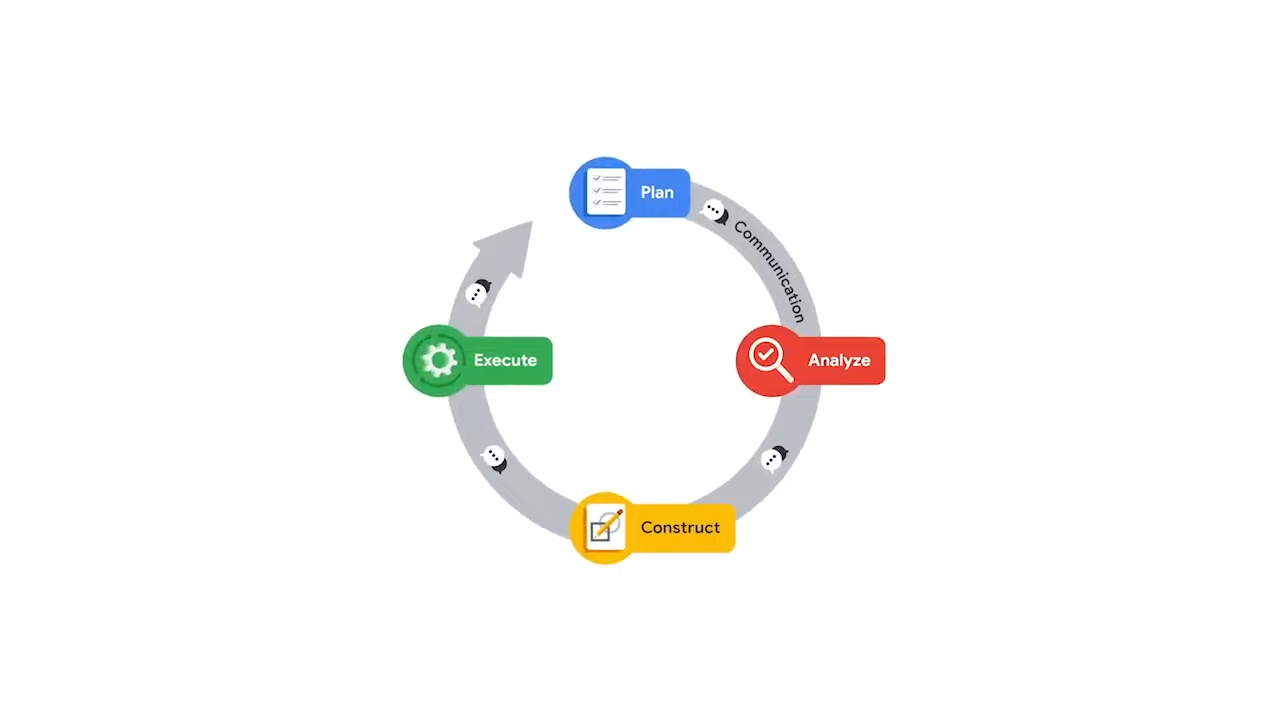 Plan
Communication
Analyze
Construct
Execute